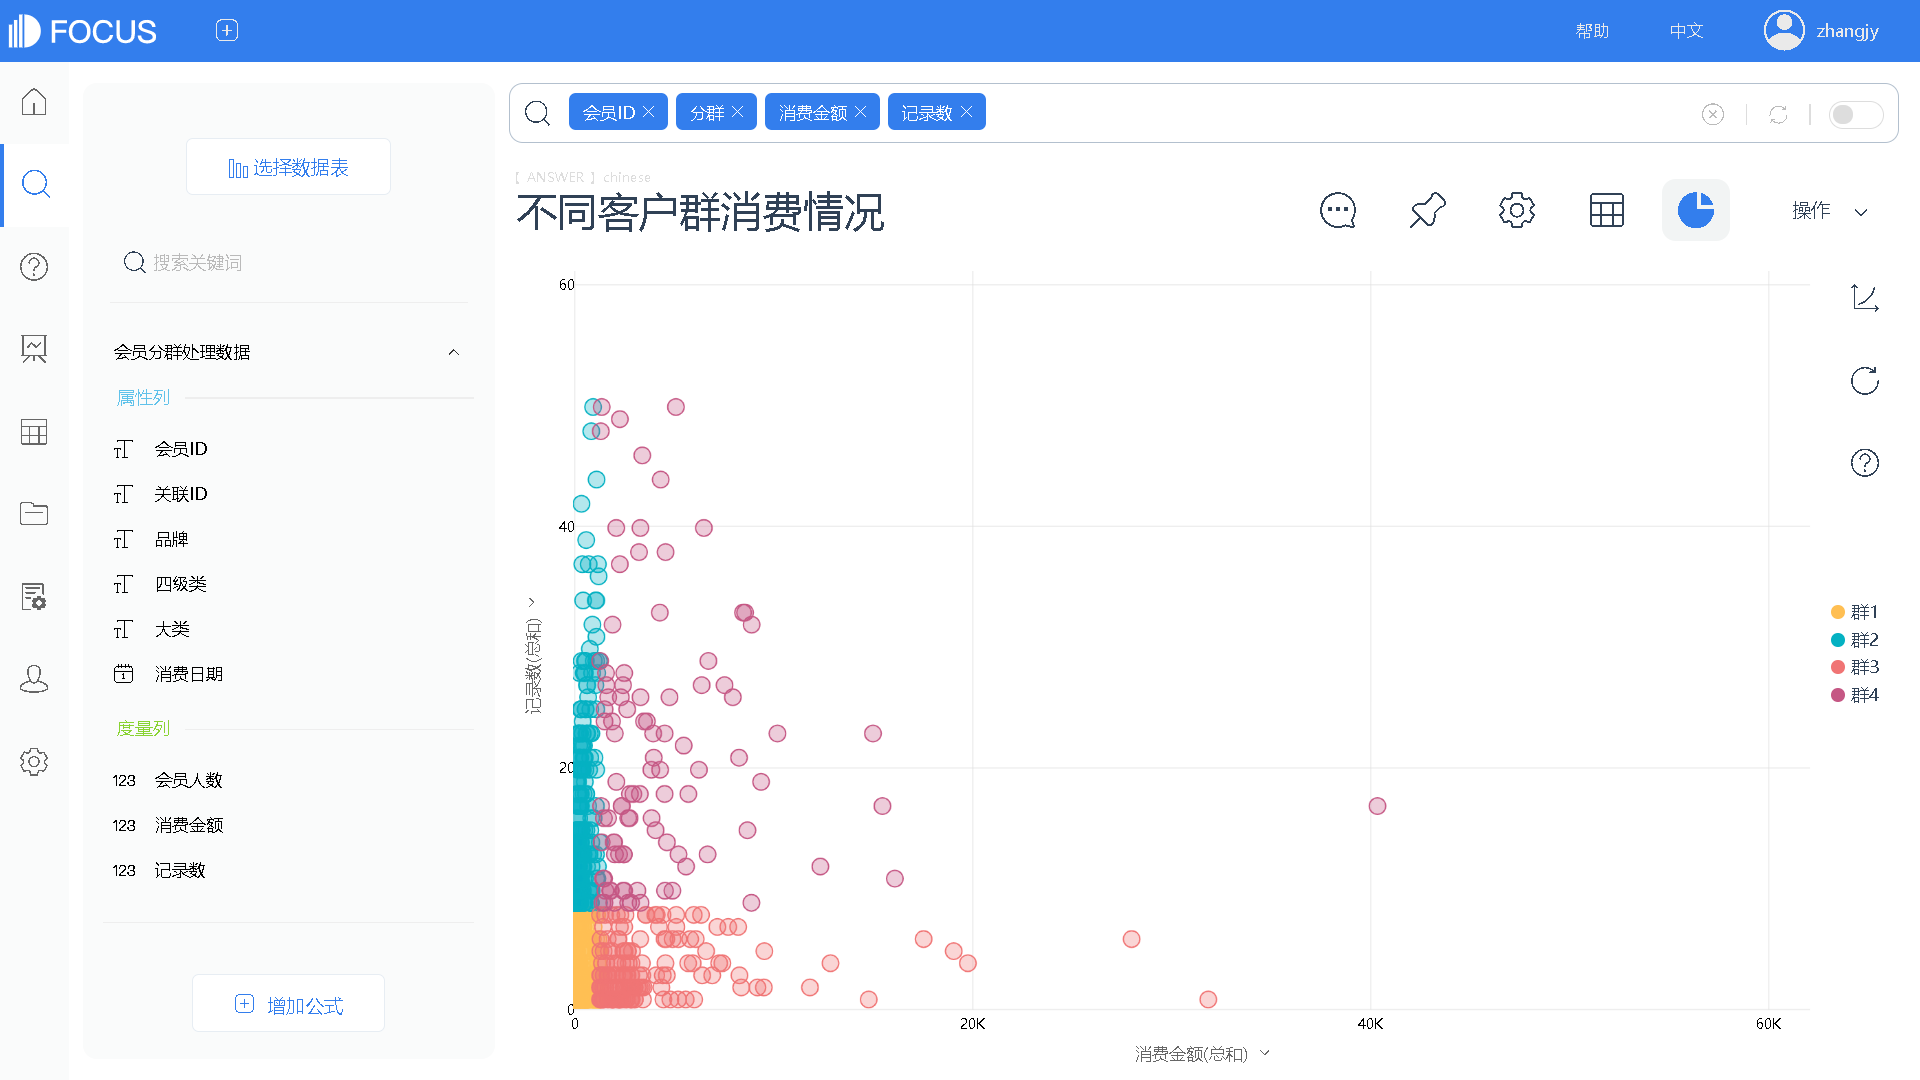 FOCUS
帮助
中文
zhangjy
选择数据表
搜索关键词
会员分群处理数据
属性列
会员ID
关联ID
品牌
四级类
大类
消费日期
度量列
123 会员人数
123 消费金额
123 记录数
增加公式
会员ID 分群 消费金额 记录数
【 ANSWER 】 chinese
不同客户群消费情况
操作
60
40
20
0
记录数(总和)
0 20K 40K 60K
消费金额(总和)
群1
群2
群3
群4